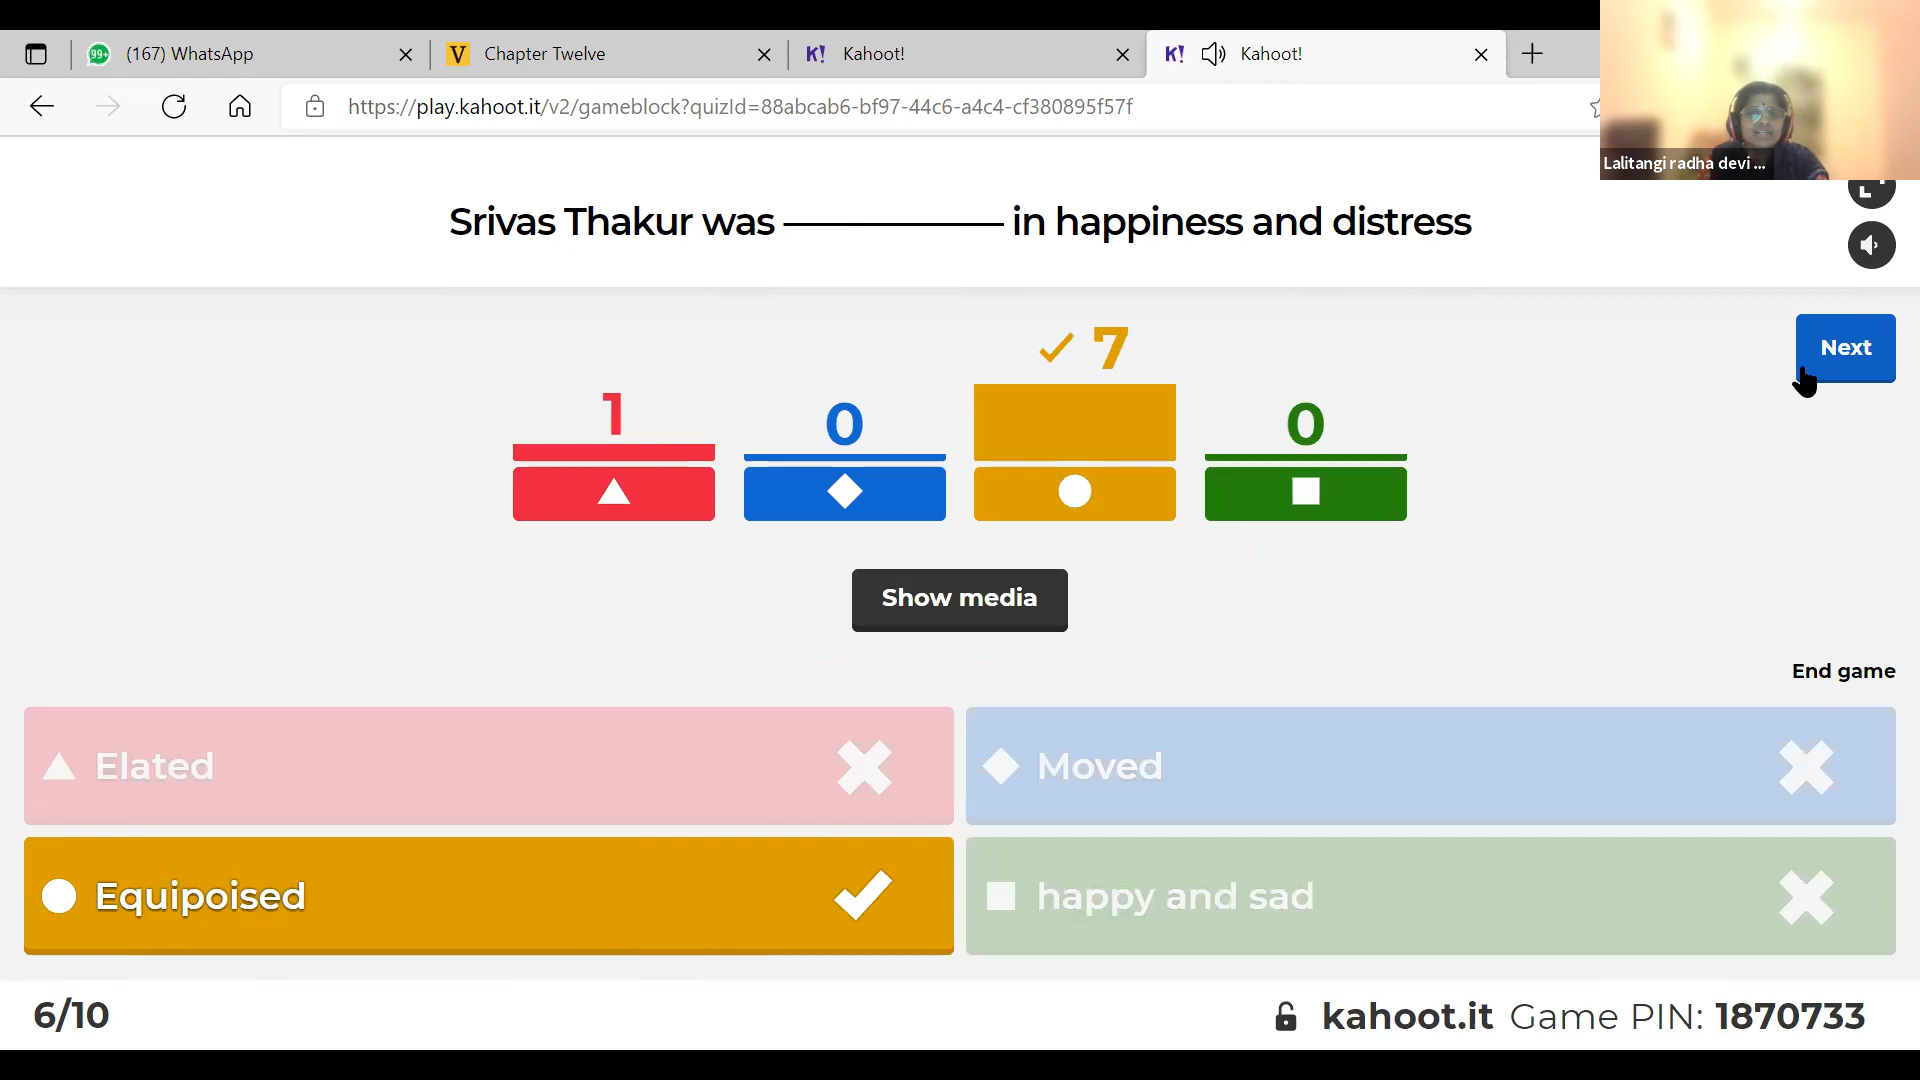 99+ (167) WhatsApp
V Chapter Twelve
K! Kahoot!
K! Kahoot!
https://play.kahoot.it/v2/gameblock?quizId=88abcab6-bf97-44c6-a4c4-cf380895f57f
Lalitangi radha devi ...
Srivas Thakur was —————— in happiness and distress
Next
1
0
7
0
Show media
End game
Elated
Moved
Equipoised
happy and sad
6/10
kahoot.it Game PIN: 1870733